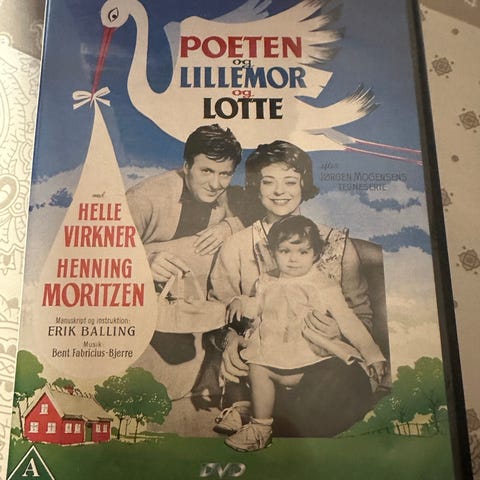 POETEN
og
LILLEMOR
og
LOTTE
efter
JØRGEN MOGENSENS
TEGNESERIE
med
HELLE
VIRKNER
HENNING
MORITZEN
Manuskript og instruktion:
ERIK BALLING
Musik:
Bent Fabricius-Bjerre
A
DVD